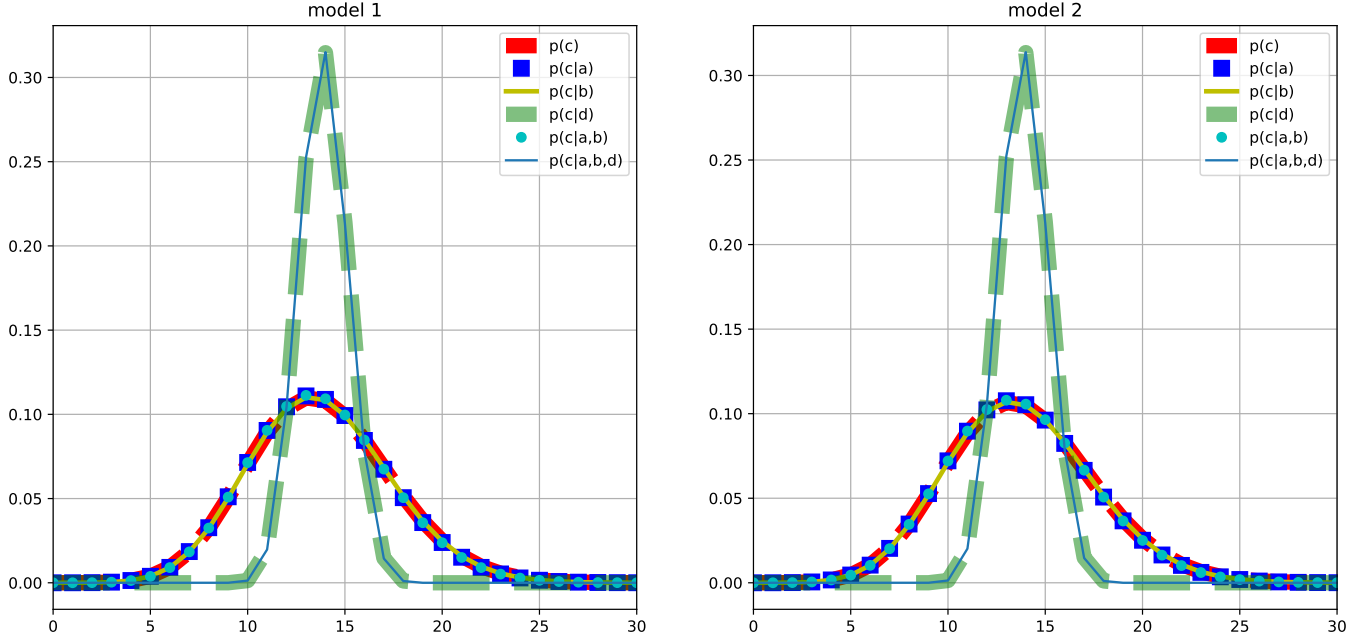 model 1
0.30
0.25
0.20
0.15
0.10
0.05
0.00
0 5 10 15 20 25 30
p(c)
p(c|a)
p(c|b)
p(c|d)
p(c|a,b)
p(c|a,b,d)
model 2
0.30
0.25
0.20
0.15
0.10
0.05
0.00
0 5 10 15 20 25 30
p(c)
p(c|a)
p(c|b)
p(c|d)
p(c|a,b)
p(c|a,b,d)